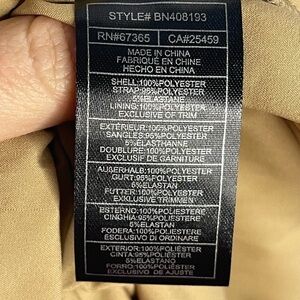 STYLE# BN408193
RN#67365 CA#25459
MADE IN CHINA
FABRIQUÉ EN CHINE
HECHO EN CHINA
SHELL:100%POLYESTER
STRAP:95%POLYESTER
5%ELASTANE
LINING:100%POLYESTER
EXCLUSIVE OF TRIM
EXTÉRIEUR:100%POLYESTER
SANGLES:95%POLYESTER
5%ÉLASTHANNE
DOUBLURE:100%POLYESTER
EXCLUSIF DE GARNITURE
AUßERHALB:100%POLYESTER
GURT:95%POLYESTER
5%ELASTAN
FUTTER:100%POLYESTER
EXKLUSIVE TRIMMEN
ESTERNO:100%POLIESTERE
CINGHIA:95%POLIESTERE
5%ELASTAN
FODERA:100%POLIESTERE
ESCLUSIVO DI ORDINARE
EXTERIOR:100%POLIÉSTER
CINTA:95%POLIÉSTER
5%ELASTANO
FORRO:100%POLIÉSTER
EXCLUSIVO DE AJUSTE